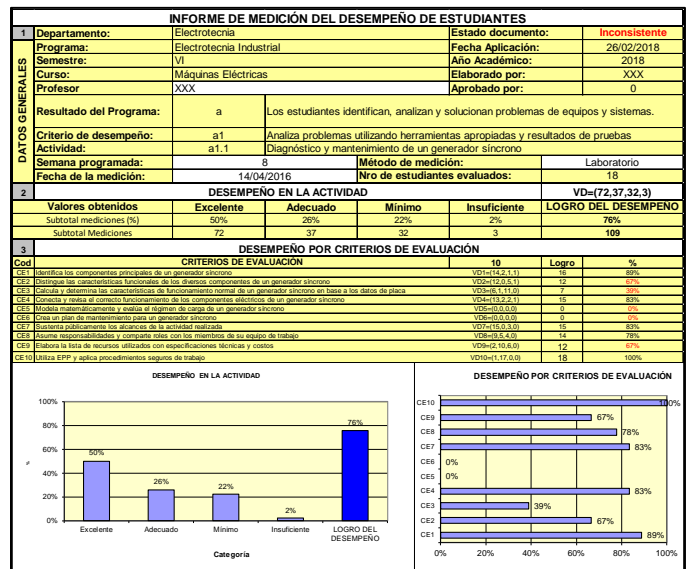 INFORME DE MEDICIÓN DEL DESEMPEÑO DE ESTUDIANTES
1 Departamento: Electrotecnia Estado documento: Inconsistente
DATOS GENERALES
Programa: Electrotecnia Industrial Fecha Aplicación: 26/02/2018
Semestre: VI Año Académico: 2018
Curso: Máquinas Eléctricas Elaborado por: XXX
Profesor XXX Aprobado por: 0
Resultado del Programa: a Los estudiantes identifican, analizan y solucionan problemas de equipos y sistemas.
Criterio de desempeño: a1 Analiza problemas utilizando herramientas apropiadas y resultados de pruebas
Actividad: a1.1 Diagnóstico y mantenimiento de un generador síncrono
Semana programada: 8 Método de medición: Laboratorio
Fecha de la medición: 14/04/2016 Nro de estudiantes evaluados: 18
2 DESEMPEÑO EN LA ACTIVIDAD VD=(72,37,32,3)
Valores obtenidos Excelente Adecuado Mínimo Insuficiente LOGRO DEL DESEMPEÑO
Subtotal mediciones (%) 50% 26% 22% 2% 76%
Subtotal Mediciones 72 37 32 3 109
3 DESEMPEÑO POR CRITERIOS DE EVALUACIÓN
Cod CRITERIOS DE EVALUACIÓN 10 Logro %
CE1 Identifica los componentes principales de un generador síncrono VD1=(14,2,1,1) 16 89%
CE2 Distingue las características funcionales de los diversos componentes de un generador síncrono VD2=(12,0,5,1) 12 67%
CE3 Calcula y determina las características de funcionamiento normal de un generador síncrono en base a los datos de placa VD3=(6,1,11,0) 7 39%
CE4 Conecta y revisa el correcto funcionamiento de los componentes eléctricos de un generador síncrono VD4=(13,2,2,1) 15 83%
CE5 Modela matemáticamente y evalúa el régimen de carga de un generador síncrono VD5=(0,0,0,0) 0 0%
CE6 Crea un plan de mantenimiento para un generador síncrono VD6=(0,0,0,0) 0 0%
CE7 Sustenta públicamente los alcances de la actividad realizada VD7=(15,0,3,0) 15 83%
CE8 Asume responsabilidades y comparte roles con los miembros de su equipo de trabajo VD8=(9,5,4,0) 14 78%
CE9 Elabora la lista de recursos utilizados con especificaciones técnicas y costos VD9=(2,10,6,0) 12 67%
CE10 Utiliza EPP y aplica procedimientos seguros de trabajo VD10=(1,17,0,0) 18 100%
DESEMPEÑO EN LA ACTIVIDAD
100%
80%
60%
40%
20%
0%
%
50%
26%
22%
2%
76%
Excelente Adecuado Mínimo Insuficiente LOGRO DEL DESEMPEÑO
Categoría
DESEMPEÑO POR CRITERIOS DE EVALUACIÓN
CE10 100%
CE9 67%
CE8 78%
CE7 83%
CE6 0%
CE5 0%
CE4 83%
CE3 39%
CE2 67%
CE1 89%
0% 20% 40% 60% 80% 100%